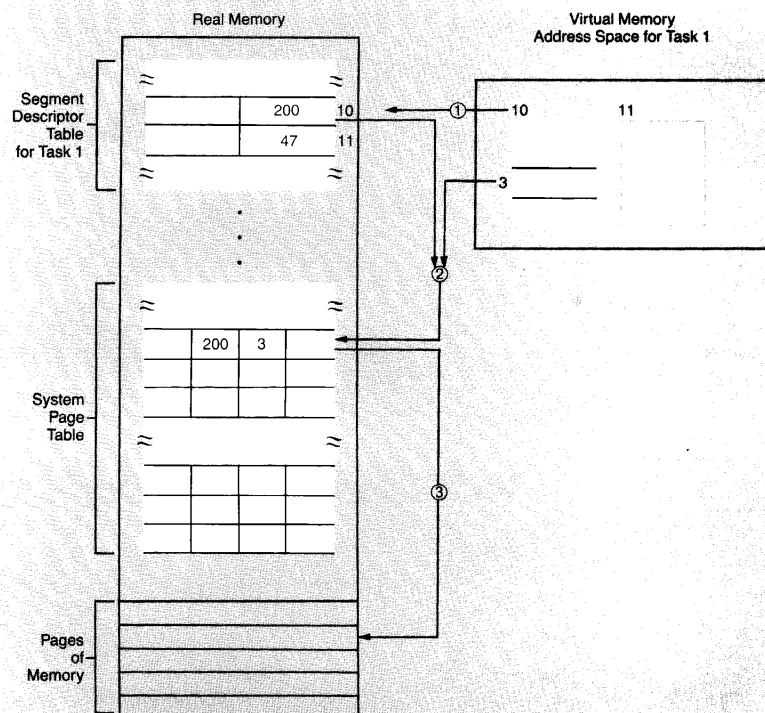 Real Memory
Virtual Memory
Address Space for Task 1
Segment
Descriptor
Table
for Task 1
200 10
47 11
① 10 11
3
②
200 3
System
Page
Table
③
Pages
of
Memory